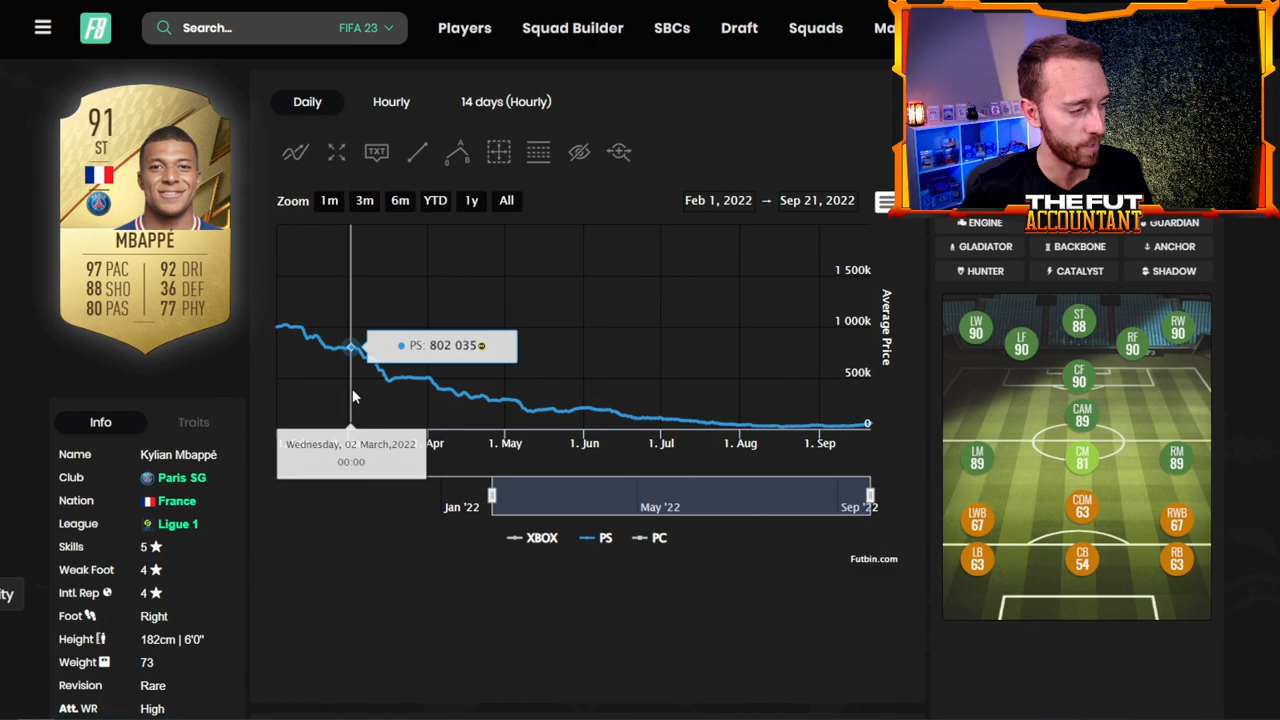 F8
Search...
FIFA 23
Players
Squad Builder
SBCs
Draft
Squads
THE FUT
ACCOUNTANT
91
ST
MBAPPÉ
97 PAC
92 DRI
88 SHO
36 DEF
80 PAS
77 PHY
Daily
Hourly
14 days (Hourly)
TXT
A
0
B
Zoom
1m
3m
6m
YTD
1y
All
Feb 1, 2022
→
Sep 21, 2022
1 500k
1 000k
500k
0
Average Price
PS: 802 035
Wednesday, 02 March,2022
00:00
Apr
1. May
1. Jun
1. Jul
1. Aug
1. Sep
Jan '22
May '22
Sep '22
XBOX
PS
PC
Futbin.com
Info
Traits
Name
Kylian Mbappé
Club
Paris SG
Nation
France
League
Ligue 1
Skills
5
Weak Foot
4
Intl. Rep
4
Foot
Right
Height
182cm | 6'0"
Weight
73
Revision
Rare
Att. WR
High
ENGINE
GUARDIAN
GLADIATOR
BACKBONE
ANCHOR
HUNTER
CATALYST
SHADOW
LW
90
LF
90
ST
88
RF
90
RW
90
CF
90
CAM
89
LM
89
CM
81
RM
89
CDM
63
LWB
67
RWB
67
LB
63
CB
54
RB
63